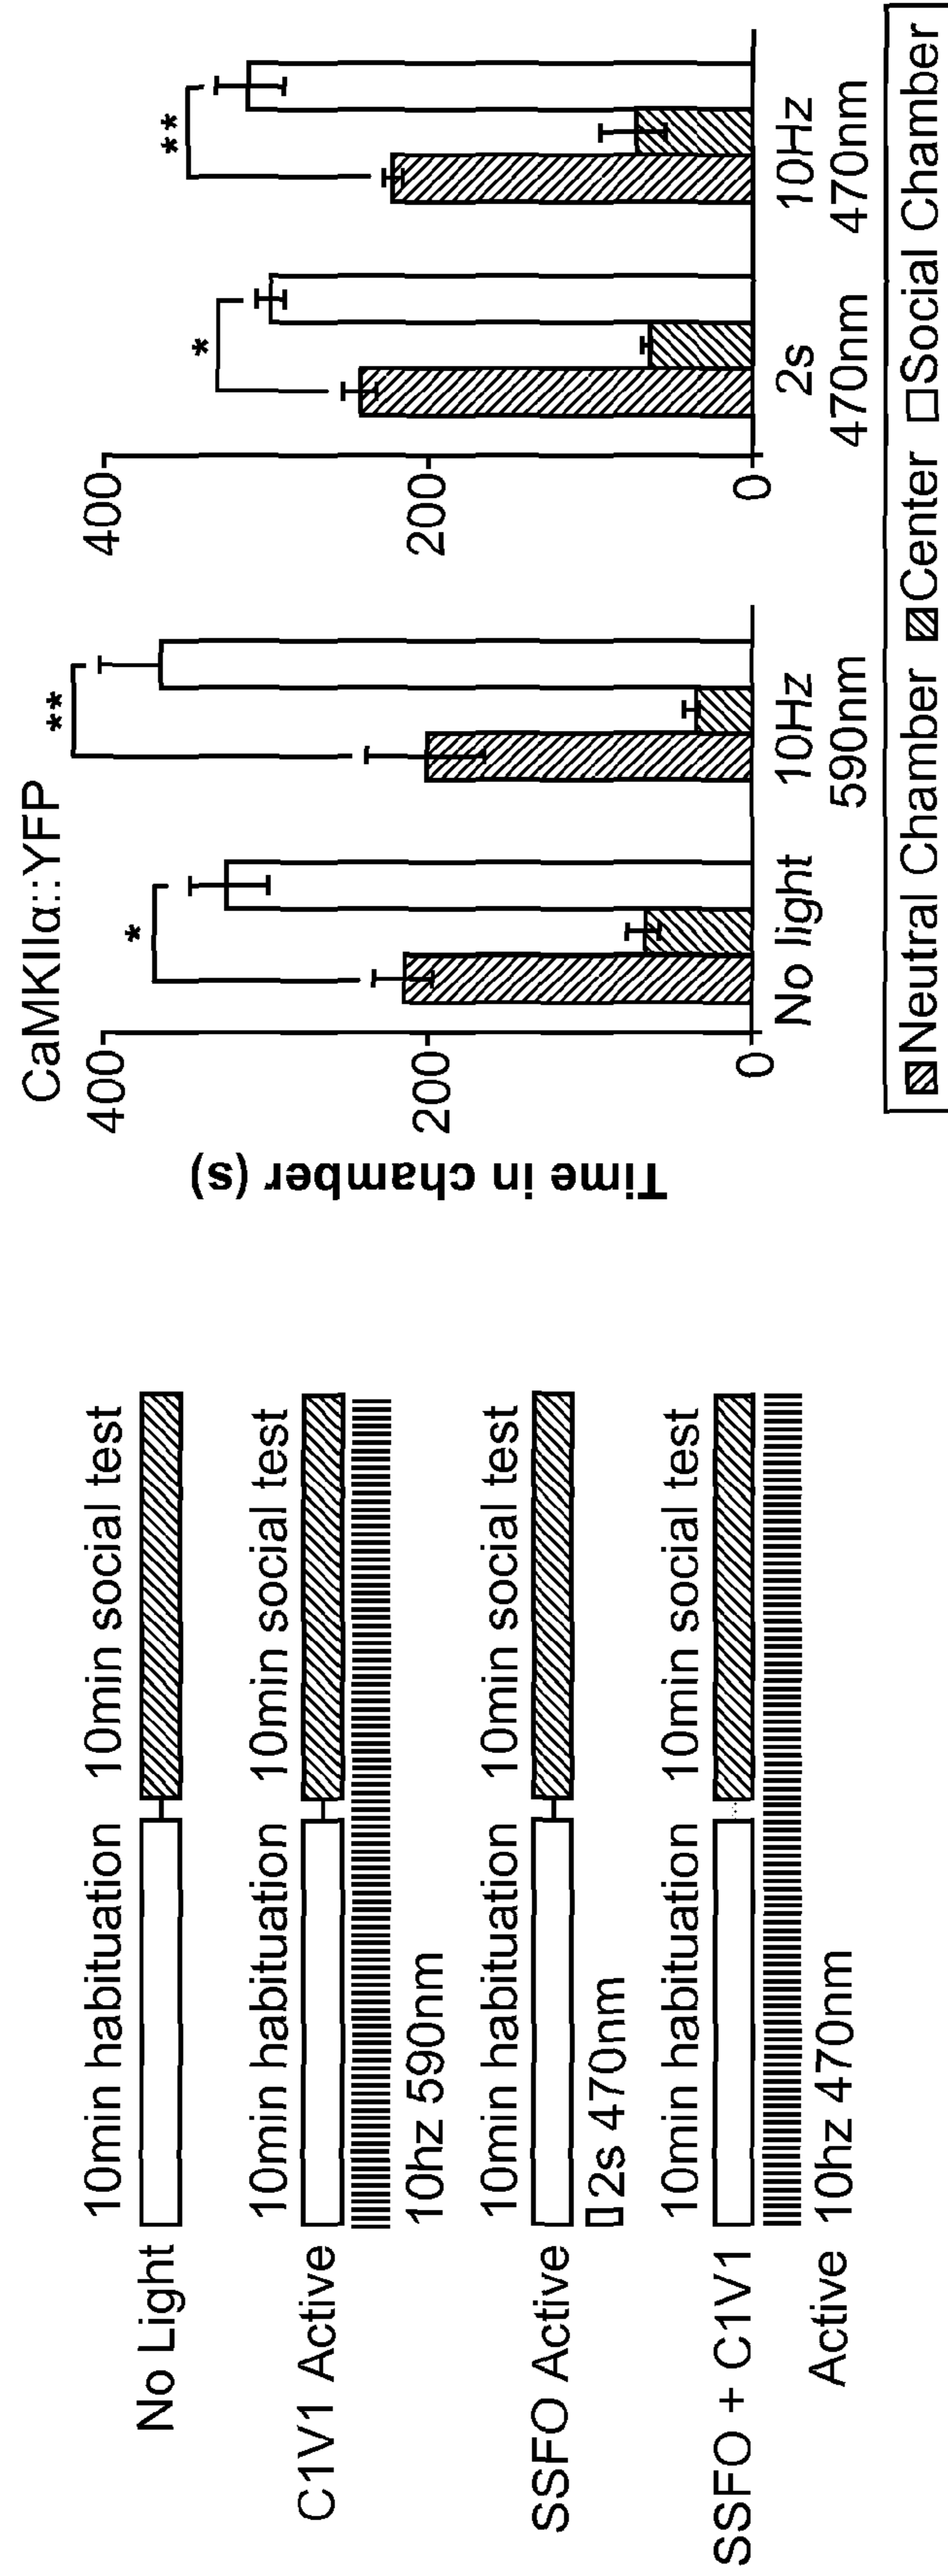 10min habituation 10min social test
No Light
10min habituation 10min social test
C1V1 Active
10hz 590nm
10min habituation 10min social test
SSFO Active
2s 470nm
10min habituation 10min social test
SSFO + C1V1
Active 10hz 470nm
CaMKIIα::YFP
Time in chamber (s)
400
200
0
*
**
No light
10Hz
590nm
400
200
0
*
**
2s
470nm
10Hz
470nm
Neutral Chamber Center Social Chamber